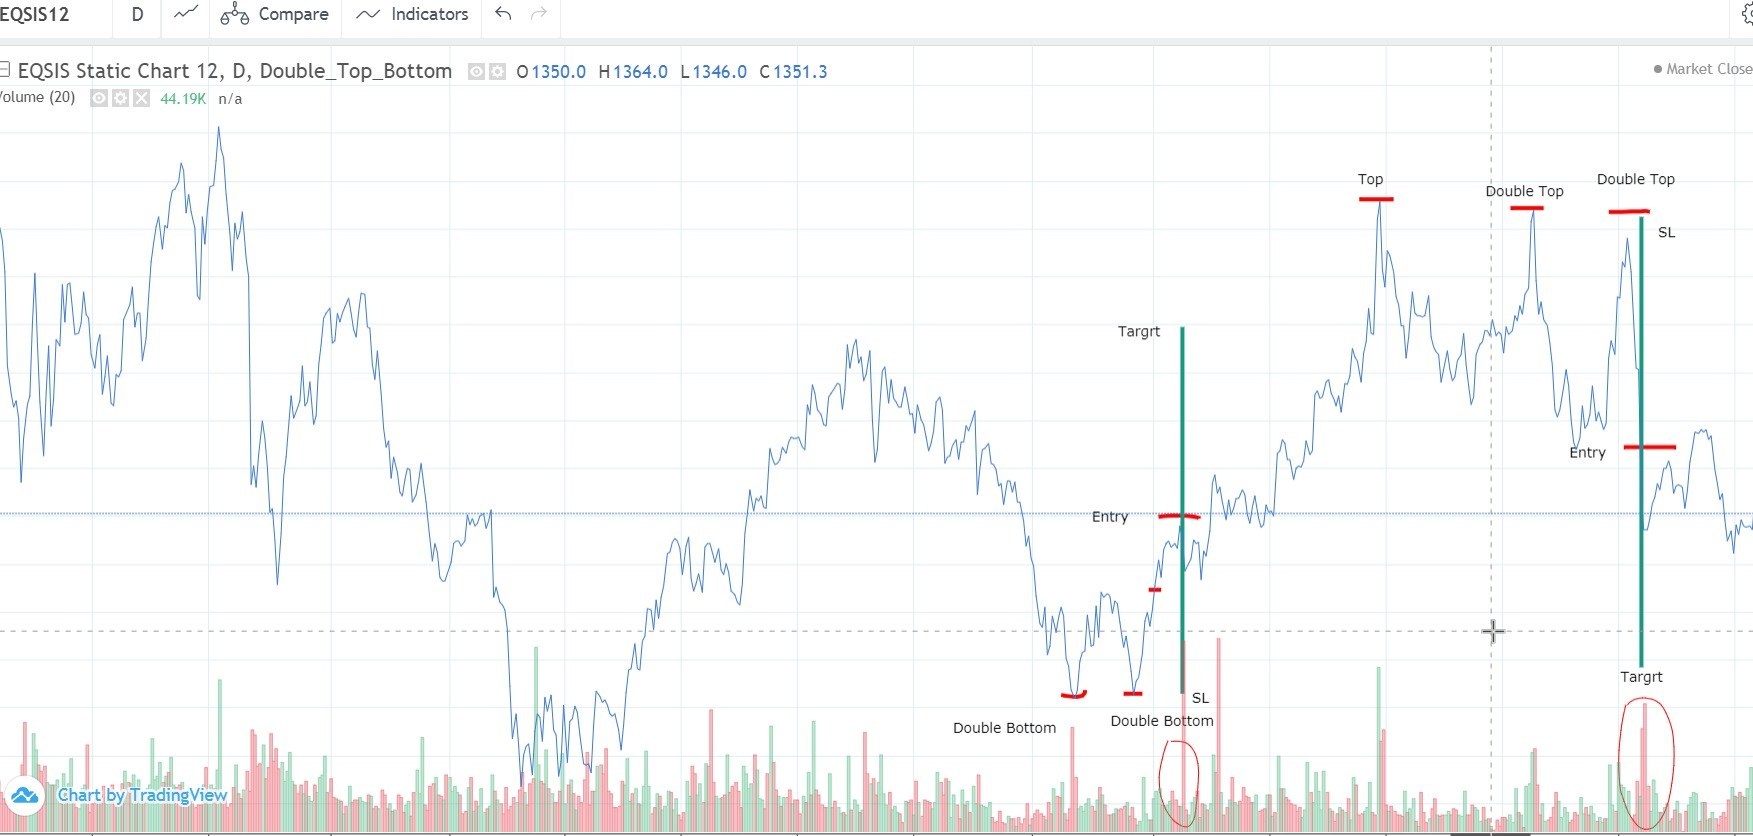 EQSIS12 D Compare Indicators
EQSIS Static Chart 12, D, Double_Top_Bottom O1350.0 H1364.0 L1346.0 C1351.3
Market Close
Volume (20) 44.19K n/a
Top
Double Top
Double Top
SL
Targrt
Entry
Entry
Targrt
SL
Double Bottom
Double Bottom
Chart by TradingView